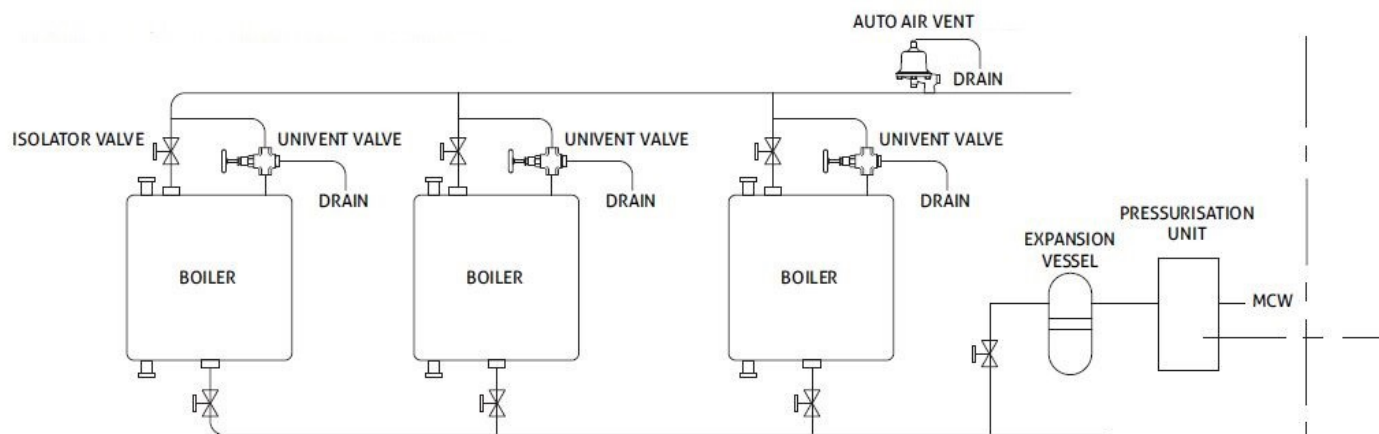 AUTO AIR VENT
DRAIN
ISOLATOR VALVE
UNIVENT VALVE
UNIVENT VALVE
UNIVENT VALVE
DRAIN
DRAIN
DRAIN
PRESSURISATION
UNIT
EXPANSION
VESSEL
BOILER
BOILER
BOILER
MCW